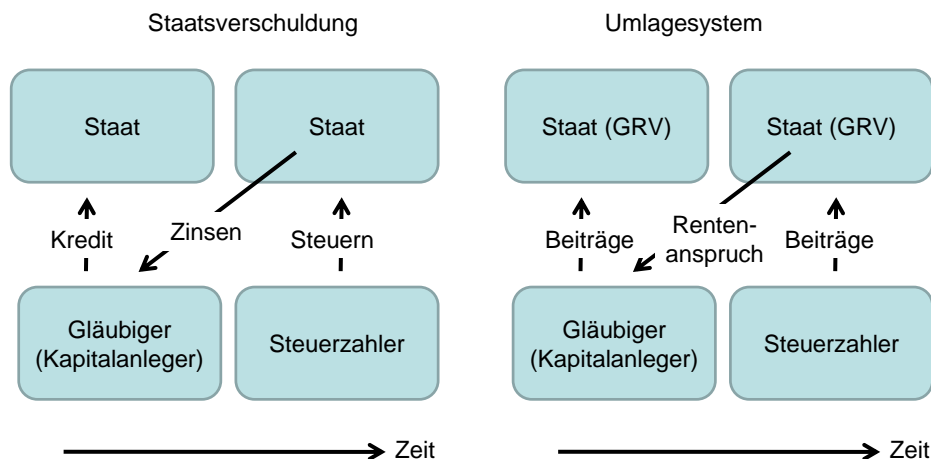 Staatsverschuldung
Staat
Staat
Kredit
Zinsen
Steuern
Gläubiger
(Kapitalanleger)
Steuerzahler
Zeit
Umlagesystem
Staat (GRV)
Staat (GRV)
Beiträge
Renten-
anspruch
Beiträge
Gläubiger
(Kapitalanleger)
Steuerzahler
Zeit